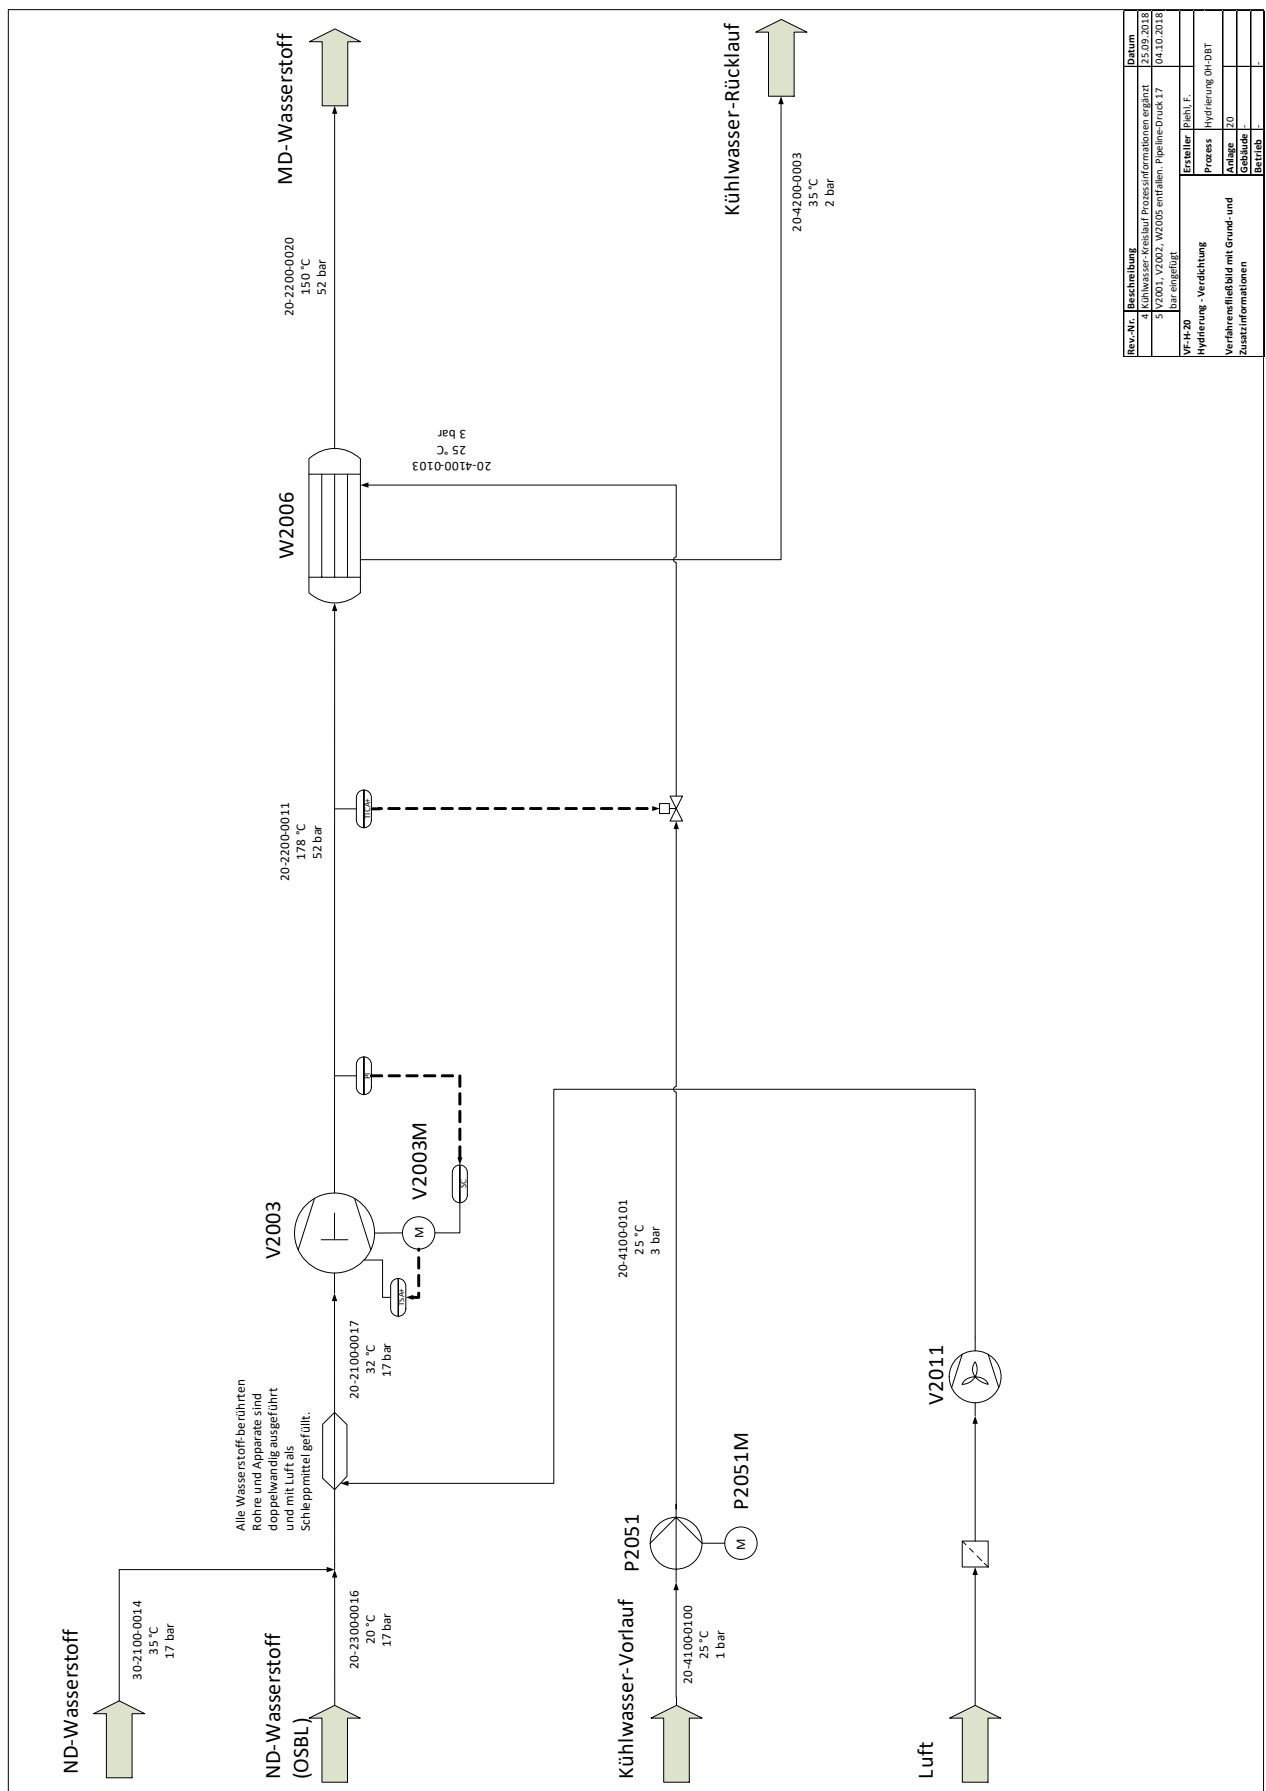 ND-Wasserstoff
30-2100-0014
35 °C
17 bar
ND-Wasserstoff
(OSBL)
20-2300-0016
20 °C
17 bar
Alle Wasserstoff-berührten
Rohre und Apparate sind
doppelwandig ausgeführt
und mit Luft als
Schleppmittel gefüllt.
20-2100-0017
32 °C
17 bar
V2003
TSA+
M
V2003M
SC
PI
20-2200-0011
178 °C
52 bar
TICA+
W2006
20-2200-0020
150 °C
52 bar
MD-Wasserstoff
20-4100-0103
25 °C
3 bar
Kühlwasser-Rücklauf
20-4200-0003
35 °C
2 bar
Kühlwasser-Vorlauf
20-4100-0100
25 °C
1 bar
P2051
M
P2051M
20-4100-0101
25 °C
3 bar
Luft
V2011
Rev.-Nr. Beschreibung Datum
4 Kühlwasser-Kreislauf Prozessinformationen ergänzt 25.09.2018
5 V2001, V2002, W2005 entfallen. Pipeline-Druck 17 04.10.2018
bar eingefügt
VF-H-20 Ersteller Piehl, F.
Hydrierung - Verdichtung Prozess Hydrierung 0H-DBT
Verfahrensfließbild mit Grund- und Anlage 20
Zusatzinformationen Gebäude -
Betrieb - -